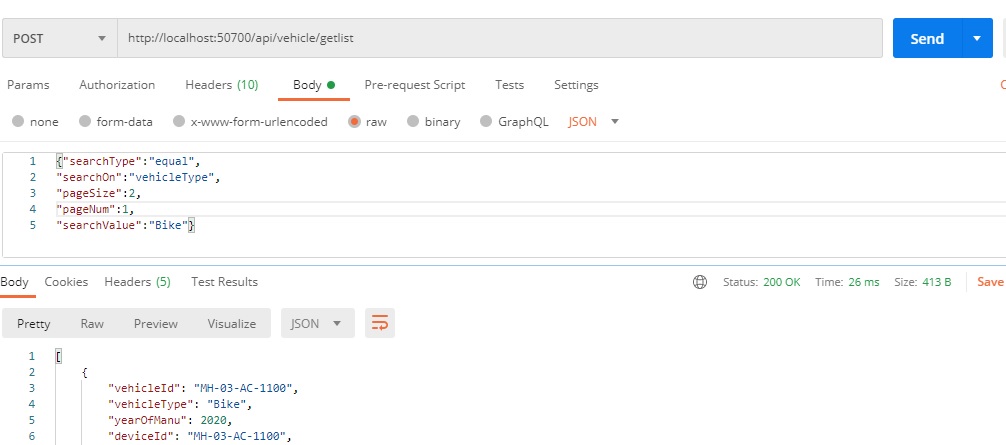 POST http://localhost:50700/api/vehicle/getlist Send
Params Authorization Headers (10) Body Pre-request Script Tests Settings
none form-data x-www-form-urlencoded raw binary GraphQL JSON
1 {"searchType":"equal",
2 "searchOn":"vehicleType",
3 "pageSize":2,
4 "pageNum":1,
5 "searchValue":"Bike"}
Body Cookies Headers (5) Test Results Status: 200 OK Time: 26 ms Size: 413 B Save
Pretty Raw Preview Visualize JSON
1 [
2 {
3 "vehicleId": "MH-03-AC-1100",
4 "vehicleType": "Bike",
5 "yearOfManu": 2020,
6 "deviceId": "MH-03-AC-1100",